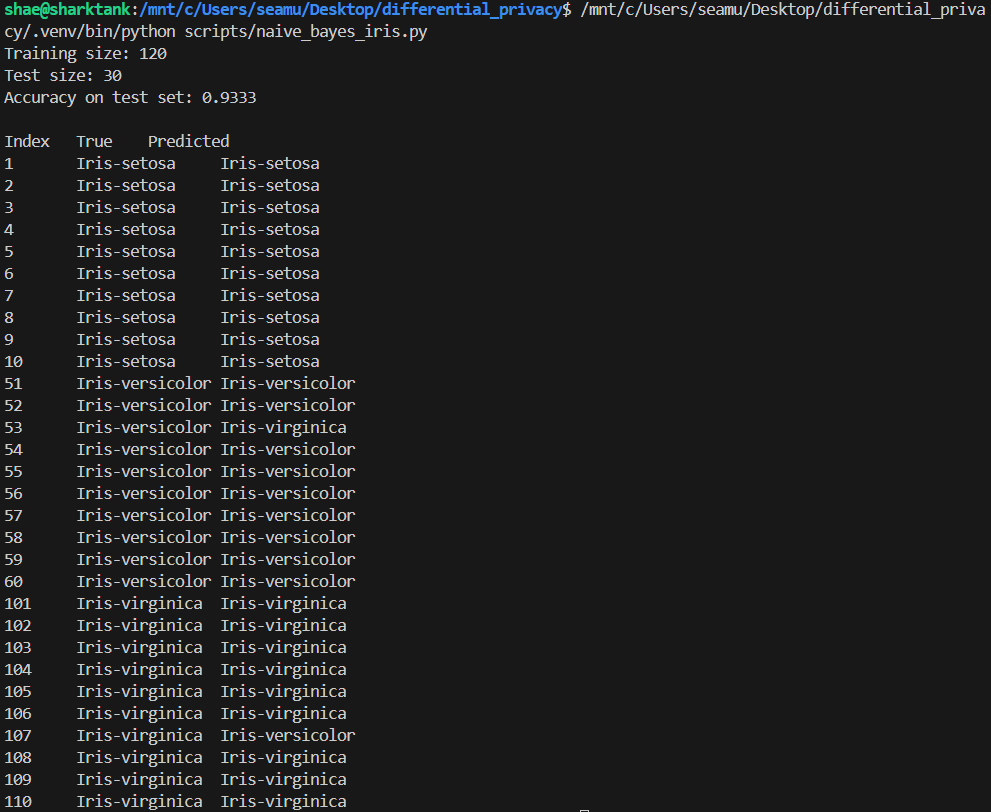 shae@sharktank:/mnt/c/Users/seamu/Desktop/differential_privacy$ /mnt/c/Users/seamu/Desktop/differential_priva
cy/.venv/bin/python scripts/naive_bayes_iris.py
Training size: 120
Test size: 30
Accuracy on test set: 0.9333

Index   True    Predicted
1       Iris-setosa     Iris-setosa
2       Iris-setosa     Iris-setosa
3       Iris-setosa     Iris-setosa
4       Iris-setosa     Iris-setosa
5       Iris-setosa     Iris-setosa
6       Iris-setosa     Iris-setosa
7       Iris-setosa     Iris-setosa
8       Iris-setosa     Iris-setosa
9       Iris-setosa     Iris-setosa
10      Iris-setosa     Iris-setosa
51      Iris-versicolor Iris-versicolor
52      Iris-versicolor Iris-versicolor
53      Iris-versicolor Iris-virginica
54      Iris-versicolor Iris-versicolor
55      Iris-versicolor Iris-versicolor
56      Iris-versicolor Iris-versicolor
57      Iris-versicolor Iris-versicolor
58      Iris-versicolor Iris-versicolor
59      Iris-versicolor Iris-versicolor
60      Iris-versicolor Iris-versicolor
101     Iris-virginica  Iris-virginica
102     Iris-virginica  Iris-virginica
103     Iris-virginica  Iris-virginica
104     Iris-virginica  Iris-virginica
105     Iris-virginica  Iris-virginica
106     Iris-virginica  Iris-virginica
107     Iris-virginica  Iris-versicolor
108     Iris-virginica  Iris-virginica
109     Iris-virginica  Iris-virginica
110     Iris-virginica  Iris-virginica